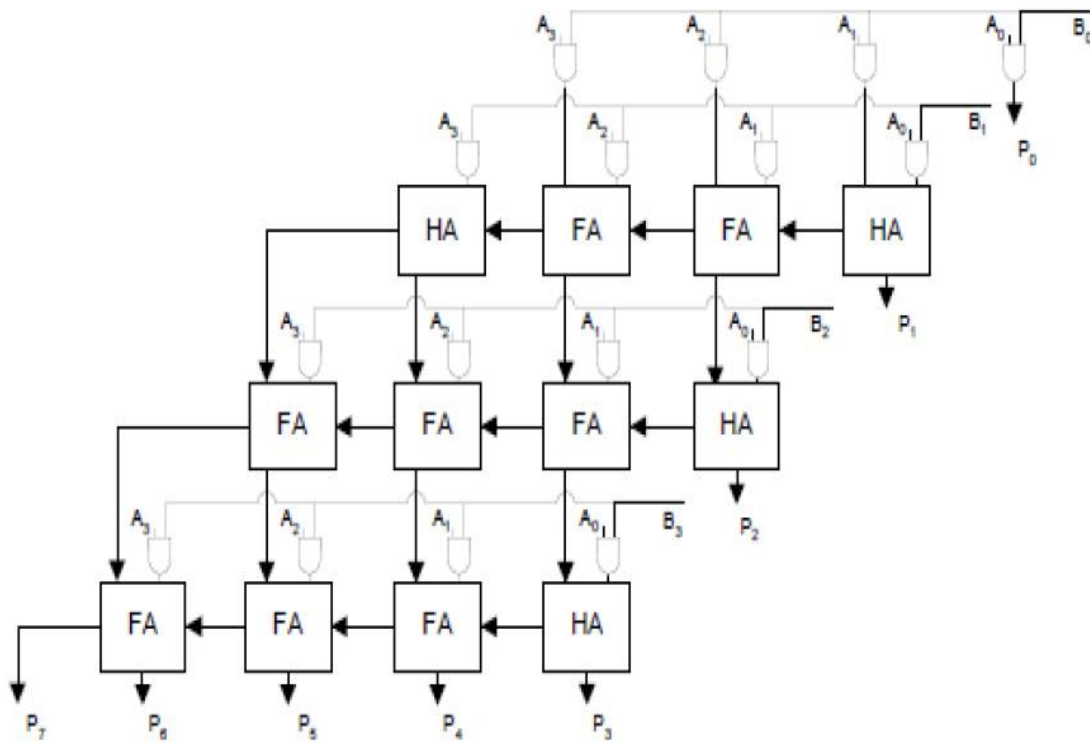 A₃ A₂ A₁ A₀ B₀
A₃ A₂ A₁ A₀ B₁ P₀
HA FA FA HA
A₃ A₂ A₁ A₀ B₂ P₁
FA FA FA HA
A₃ A₂ A₁ A₀ B₃ P₂
FA FA FA HA
P₇ P₆ P₅ P₄ P₃